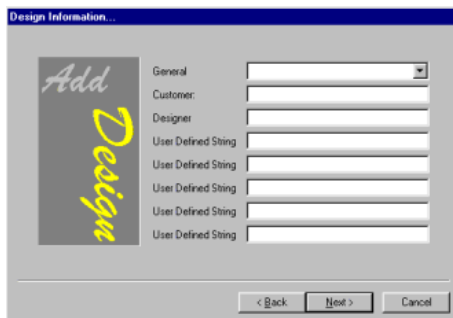 Design Information...
Add
Design
General
Customer:
Designer
User Defined String
User Defined String
User Defined String
User Defined String
User Defined String
< Back
Next >
Cancel